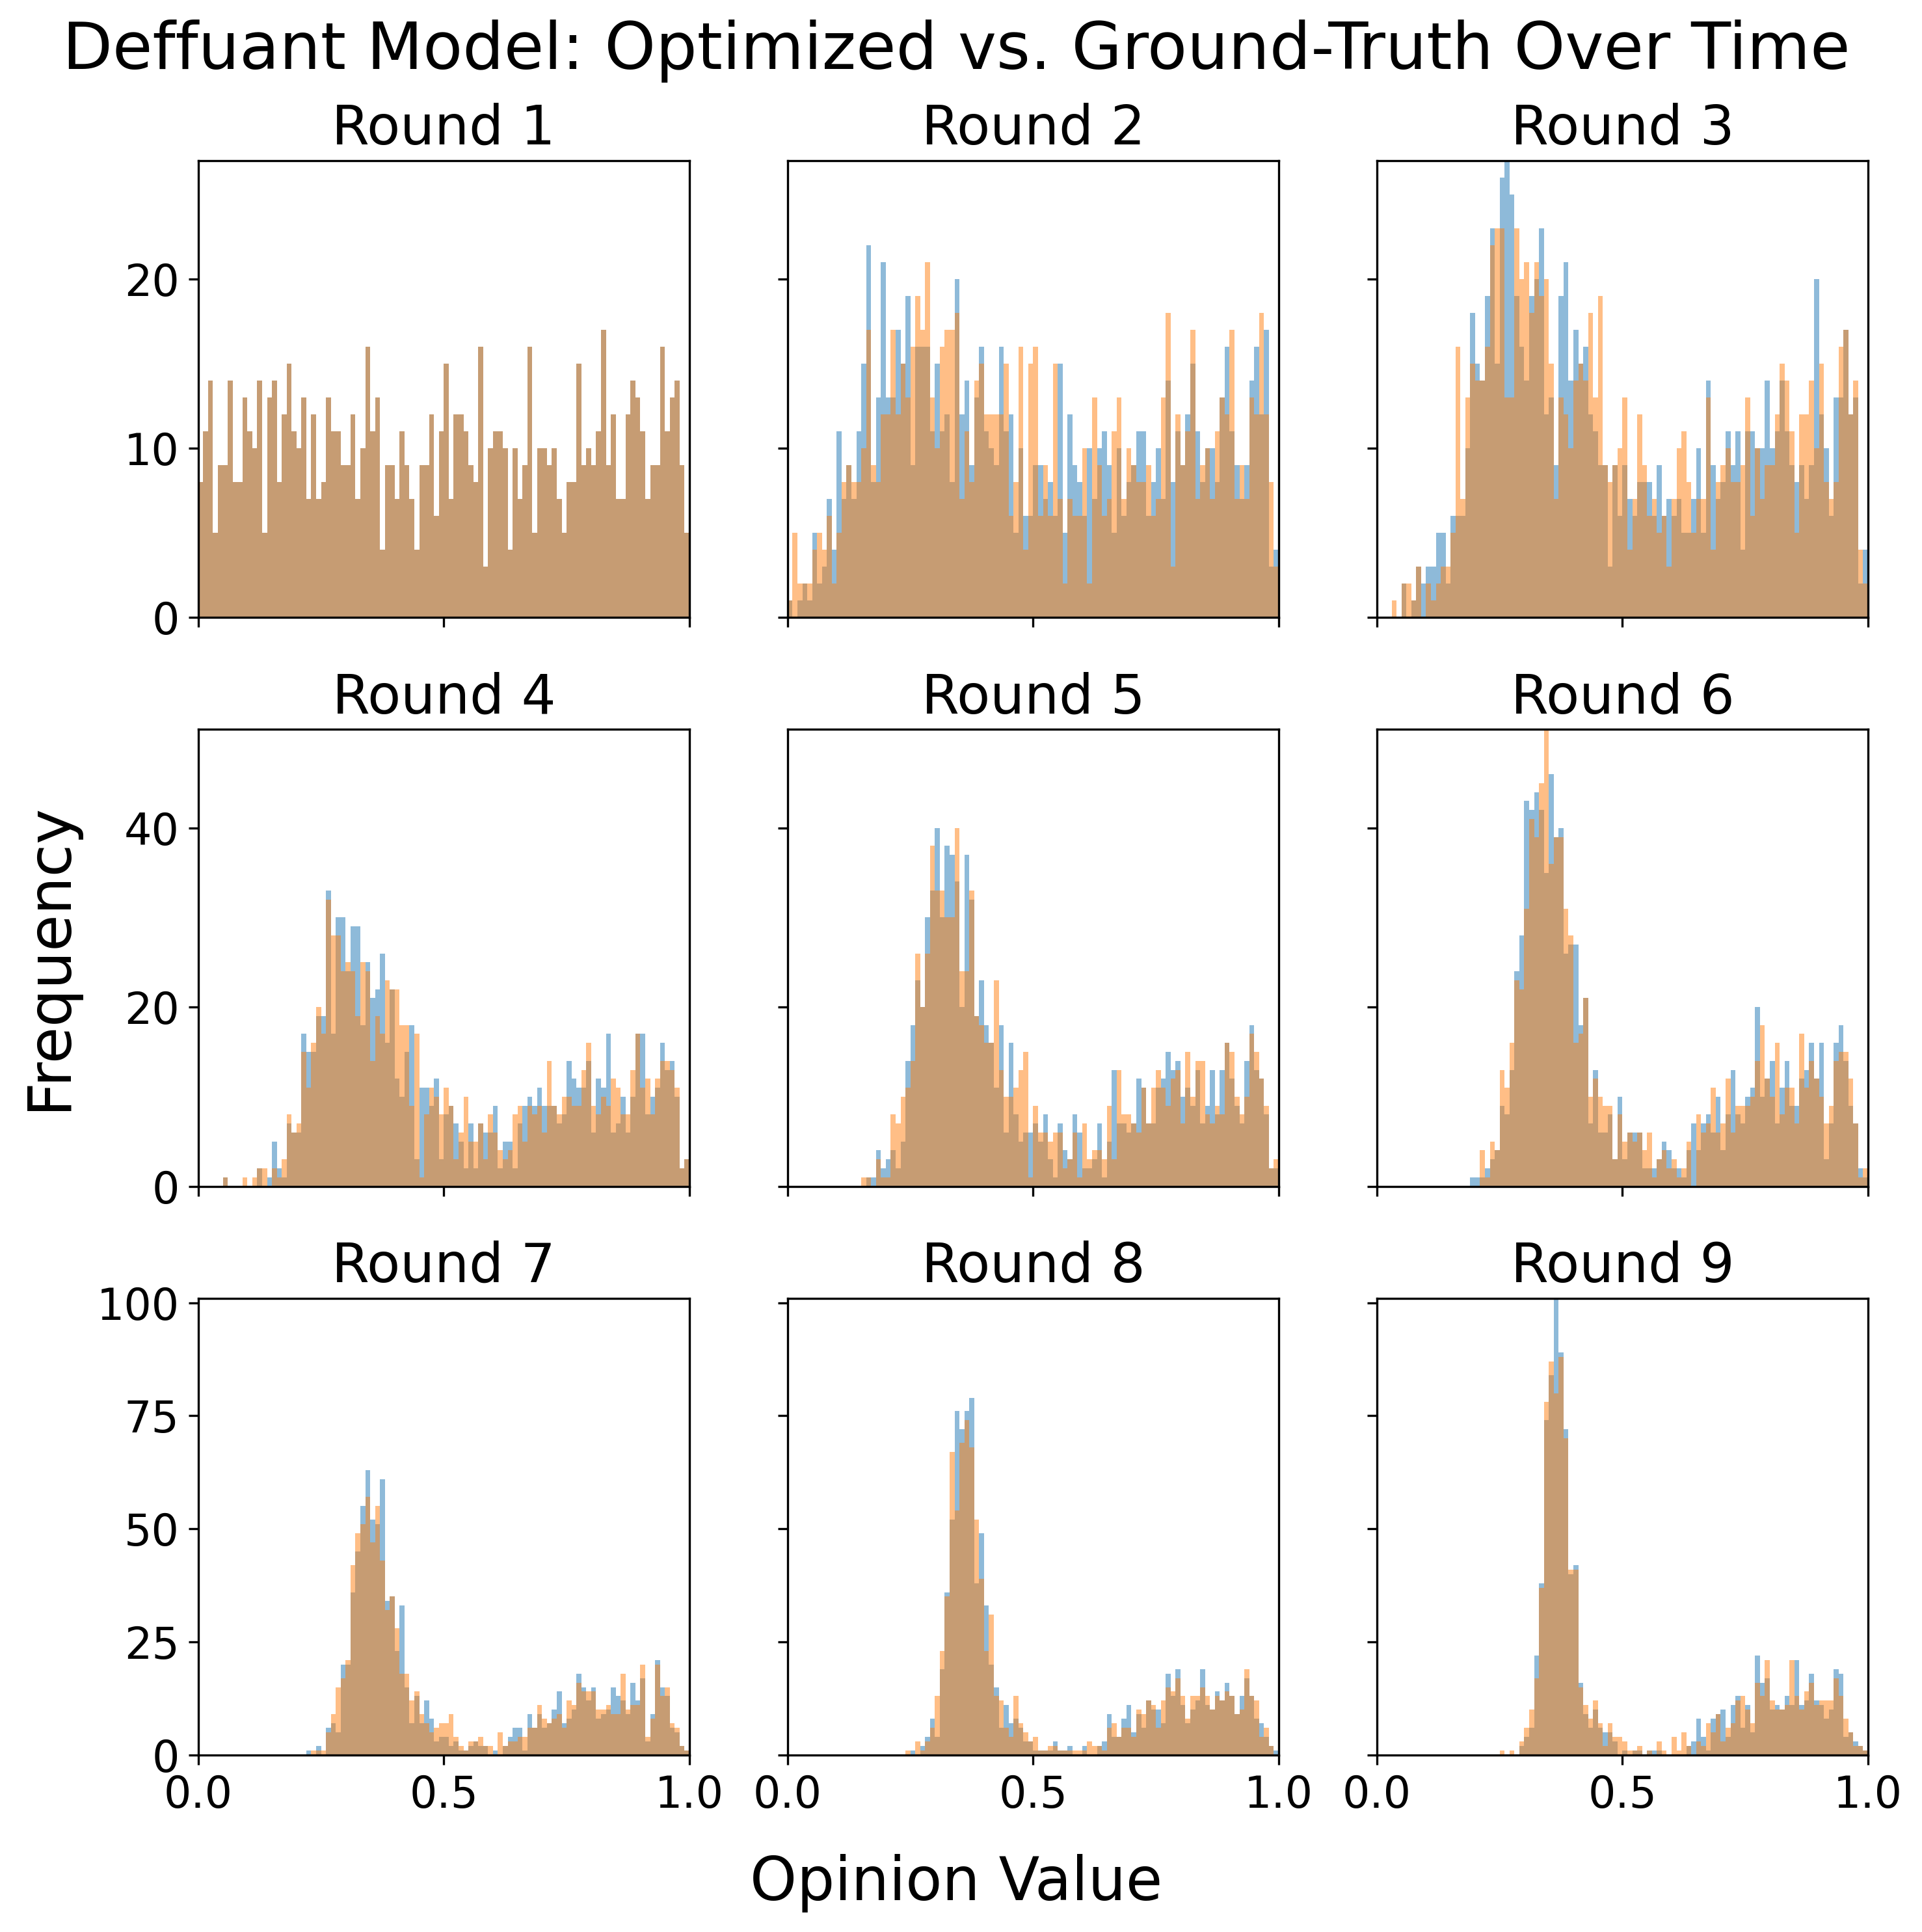 Deffuant Model: Optimized vs. Ground-Truth Over Time
Round 1
Round 2
Round 3
20
10
0
Round 4
Round 5
Round 6
40
20
0
Frequency
Round 7
Round 8
Round 9
100
75
50
25
0
0.0 0.5 1.0 0.0 0.5 1.0 0.0 0.5 1.0
Opinion Value